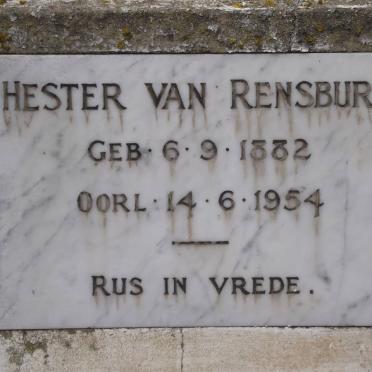 HESTER VAN RENSBUR
GEB · 6 · 9 · 1882
OORL · 14 · 6 · 1954
RUS IN VREDE.